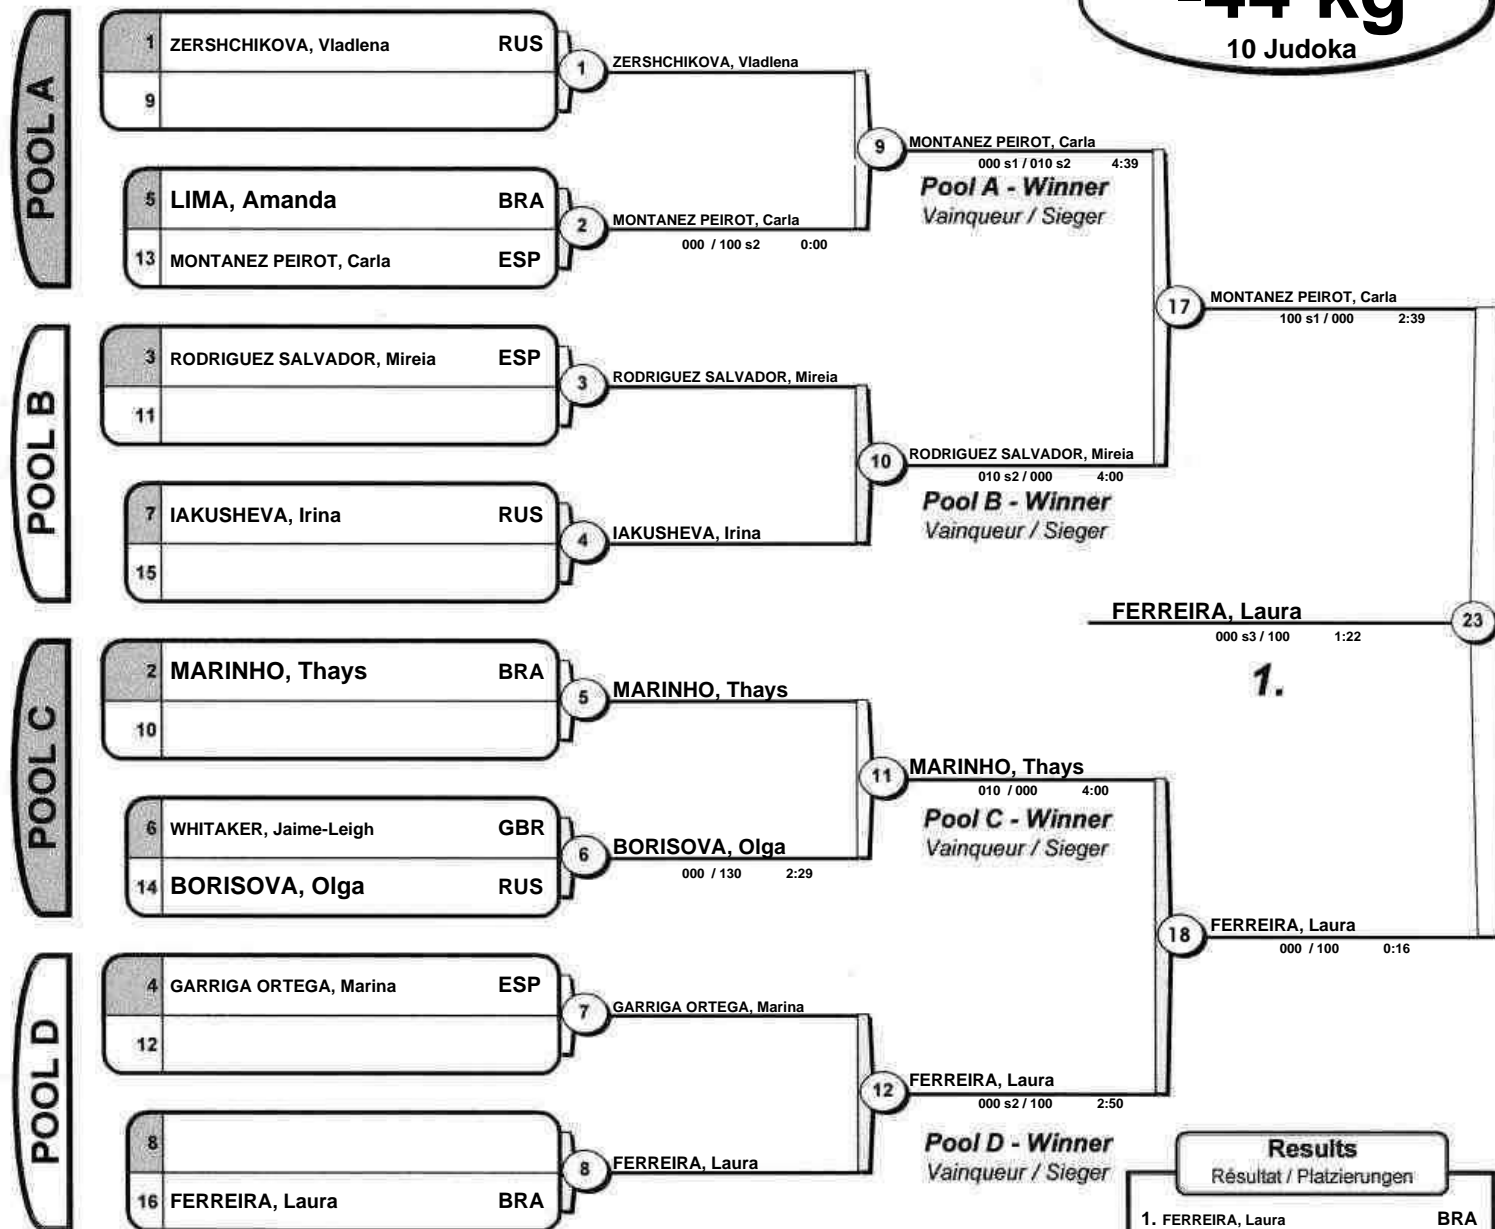 -44 kg
10 Judoka
POOL A
1 ZERSHCHIKOVA, Vladlena RUS
9
1 ZERSHCHIKOVA, Vladlena
5 LIMA, Amanda BRA
13 MONTANEZ PEIROT, Carla ESP
2 MONTANEZ PEIROT, Carla
000 / 100 s2 0:00
9 MONTANEZ PEIROT, Carla
000 s1 / 010 s2 4:39
Pool A - Winner
Vainqueur / Sieger
POOL B
3 RODRIGUEZ SALVADOR, Mireia ESP
11
3 RODRIGUEZ SALVADOR, Mireia
7 IAKUSHEVA, Irina RUS
15
4 IAKUSHEVA, Irina
10 RODRIGUEZ SALVADOR, Mireia
010 s2 / 000 4:00
Pool B - Winner
Vainqueur / Sieger
17 MONTANEZ PEIROT, Carla
100 s1 / 000 2:39
FERREIRA, Laura 23
000 s3 / 100 1:22
1.
POOL C
2 MARINHO, Thays BRA
10
5 MARINHO, Thays
6 WHITAKER, Jaime-Leigh GBR
14 BORISOVA, Olga RUS
6 BORISOVA, Olga
000 / 130 2:29
11 MARINHO, Thays
010 / 000 4:00
Pool C - Winner
Vainqueur / Sieger
POOL D
4 GARRIGA ORTEGA, Marina ESP
12
7 GARRIGA ORTEGA, Marina
8
16 FERREIRA, Laura BRA
8 FERREIRA, Laura
12 FERREIRA, Laura
000 s2 / 100 2:50
Pool D - Winner
Vainqueur / Sieger
18 FERREIRA, Laura
000 / 100 0:16
Results
Résultat / Platzierungen
1. FERREIRA, Laura BRA